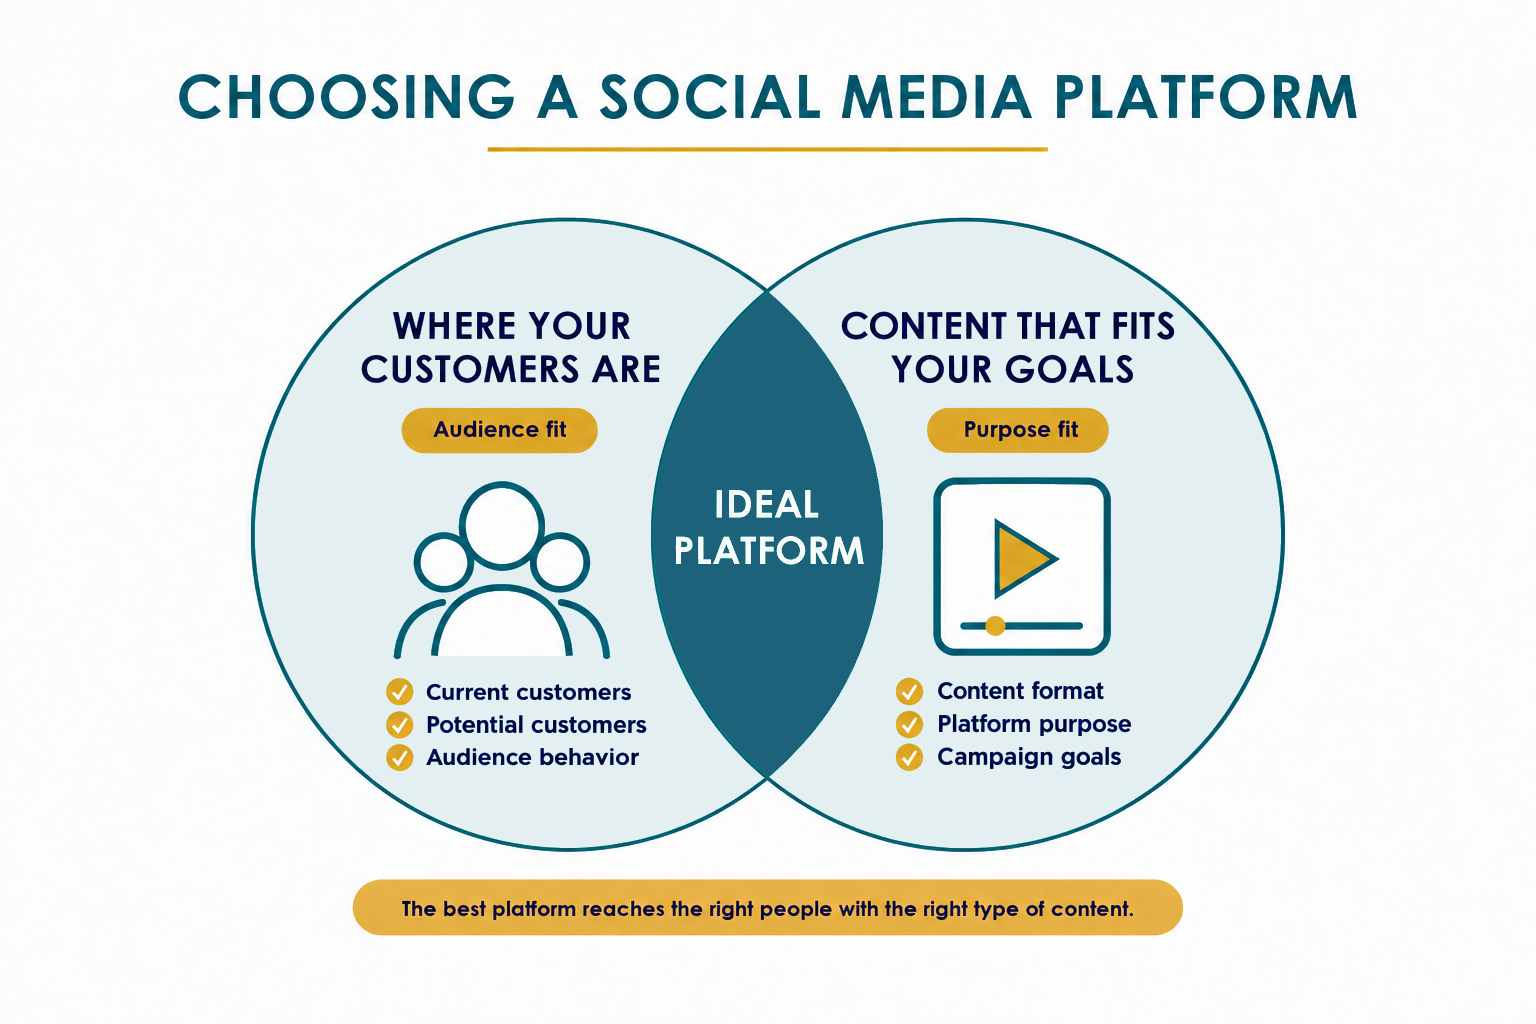 CHOOSING A SOCIAL MEDIA PLATFORM
WHERE YOUR
CUSTOMERS ARE
Audience fit
Current customers
Potential customers
Audience behavior
IDEAL
PLATFORM
CONTENT THAT FITS
YOUR GOALS
Purpose fit
Content format
Platform purpose
Campaign goals
The best platform reaches the right people with the right type of content.